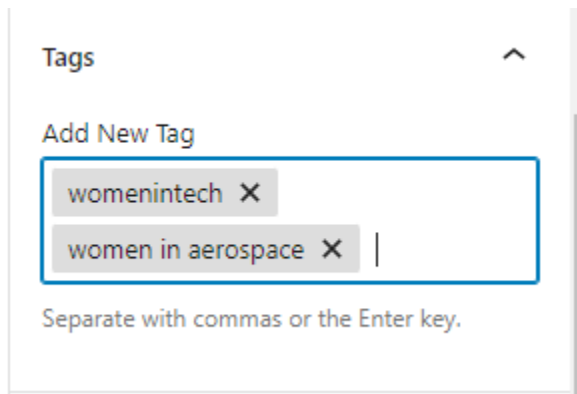 Tags
Add New Tag
womenintech ×
women in aerospace ×
Separate with commas or the Enter key.